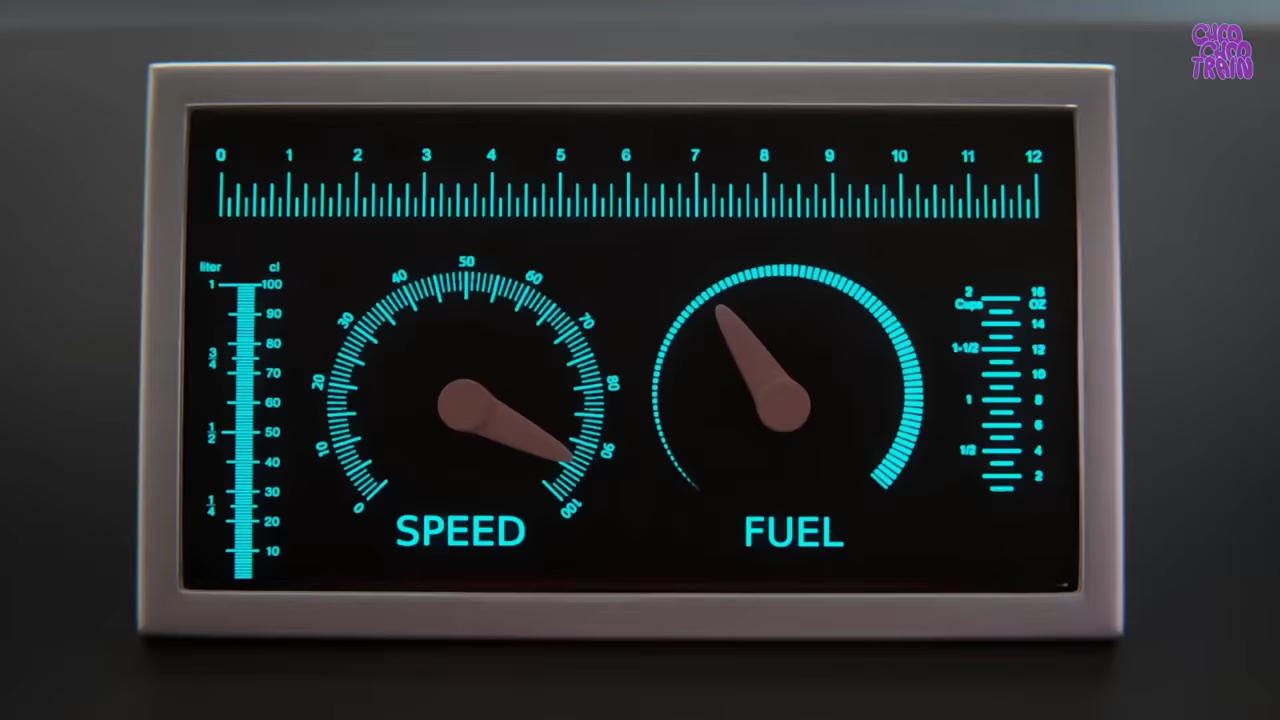 CUCO
CUCO
TRAIN
0 1 2 3 4 5 6 7 8 9 10 11 12
liter cl
1 100
90
80
3/4
70
60
1/2 50
40
30
1/4
20
10
0 10 20 30 40 50 60 70 80 90 100
SPEED
FUEL
2 16
Cups OZ
14
1-1/2 12
10
1 8
6
1/2 4
2